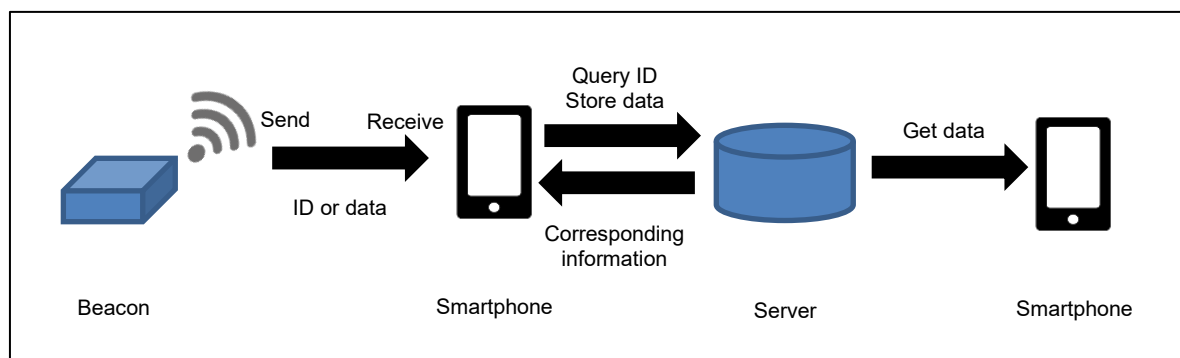 Send
Receive
ID or data
Query ID
Store data
Corresponding
information
Get data
Beacon
Smartphone
Server
Smartphone